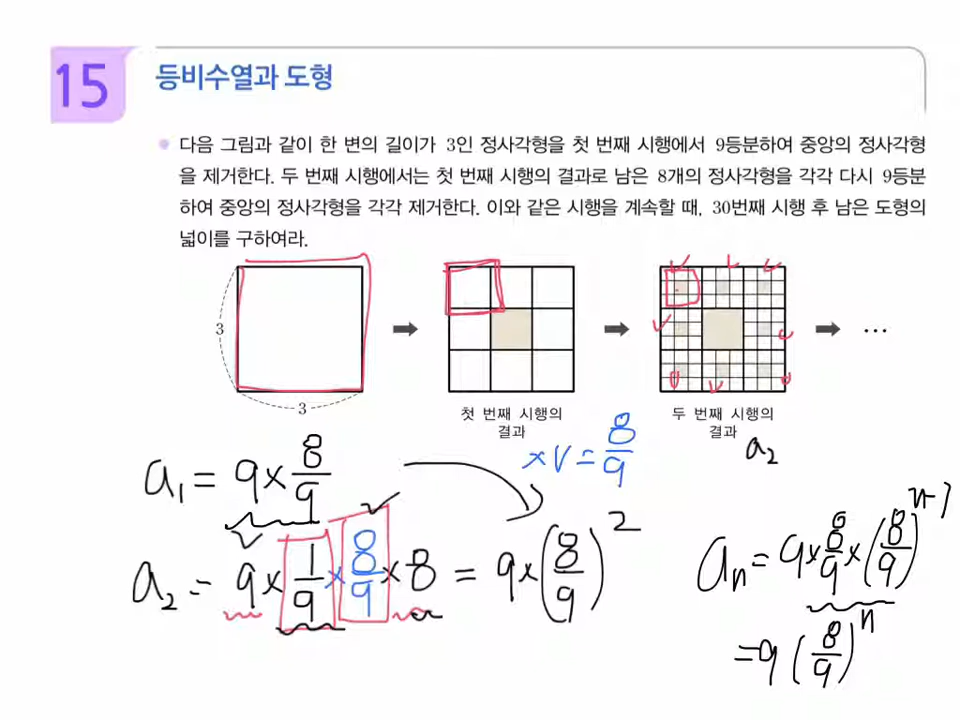 15 등비수열과 도형
다음 그림과 같이 한 변의 길이가 3인 정사각형을 첫 번째 시행에서 9등분하여 중앙의 정사각형
을 제거한다. 두 번째 시행에서는 첫 번째 시행의 결과로 남은 8개의 정사각형을 각각 다시 9등분
하여 중앙의 정사각형을 각각 제거한다. 이와 같은 시행을 계속할 때, 30번째 시행 후 남은 도형의
넓이를 구하여라.
3
3
첫 번째 시행의
결과
두 번째 시행의
결과
...
a₂
×r = 8/9
a₁ = 9 × 8/9
a₂ = 9 × 1/9 × 8/9 × 8 = 9 × (8/9)²
aₙ = 9 × 8/9 × (8/9)ⁿ⁻¹
= 9 (8/9)ⁿ